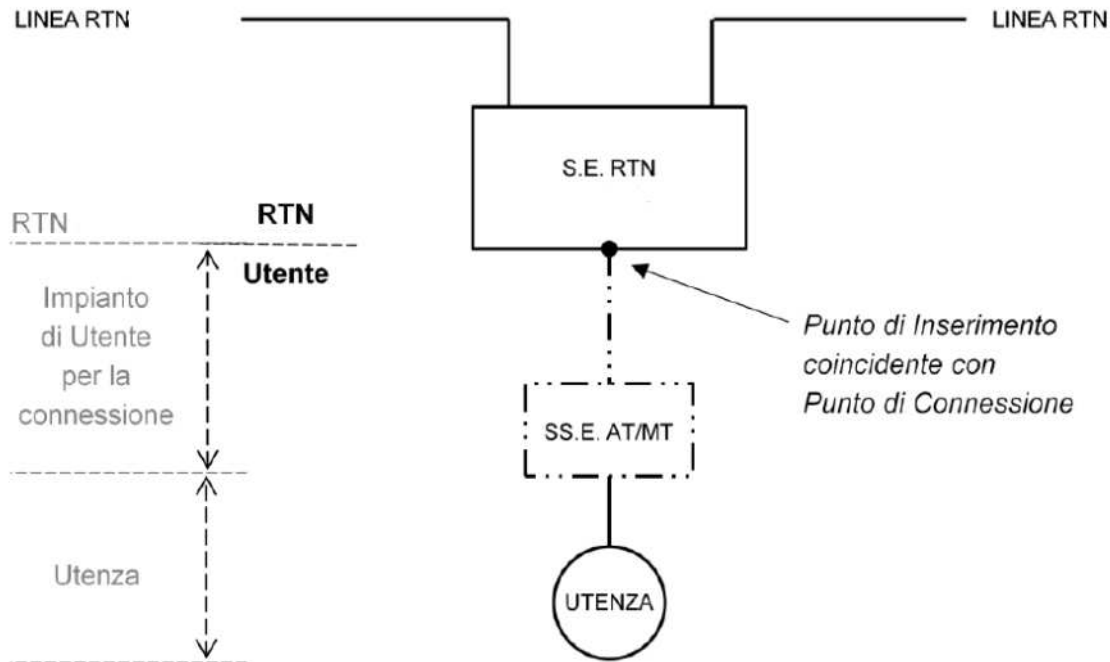 LINEA RTN
LINEA RTN
S.E. RTN
RTN
RTN
Utente
Impianto
di Utente
per la
connessione
Punto di Inserimento
coincidente con
Punto di Connessione
SS.E. AT/MT
Utenza
UTENZA